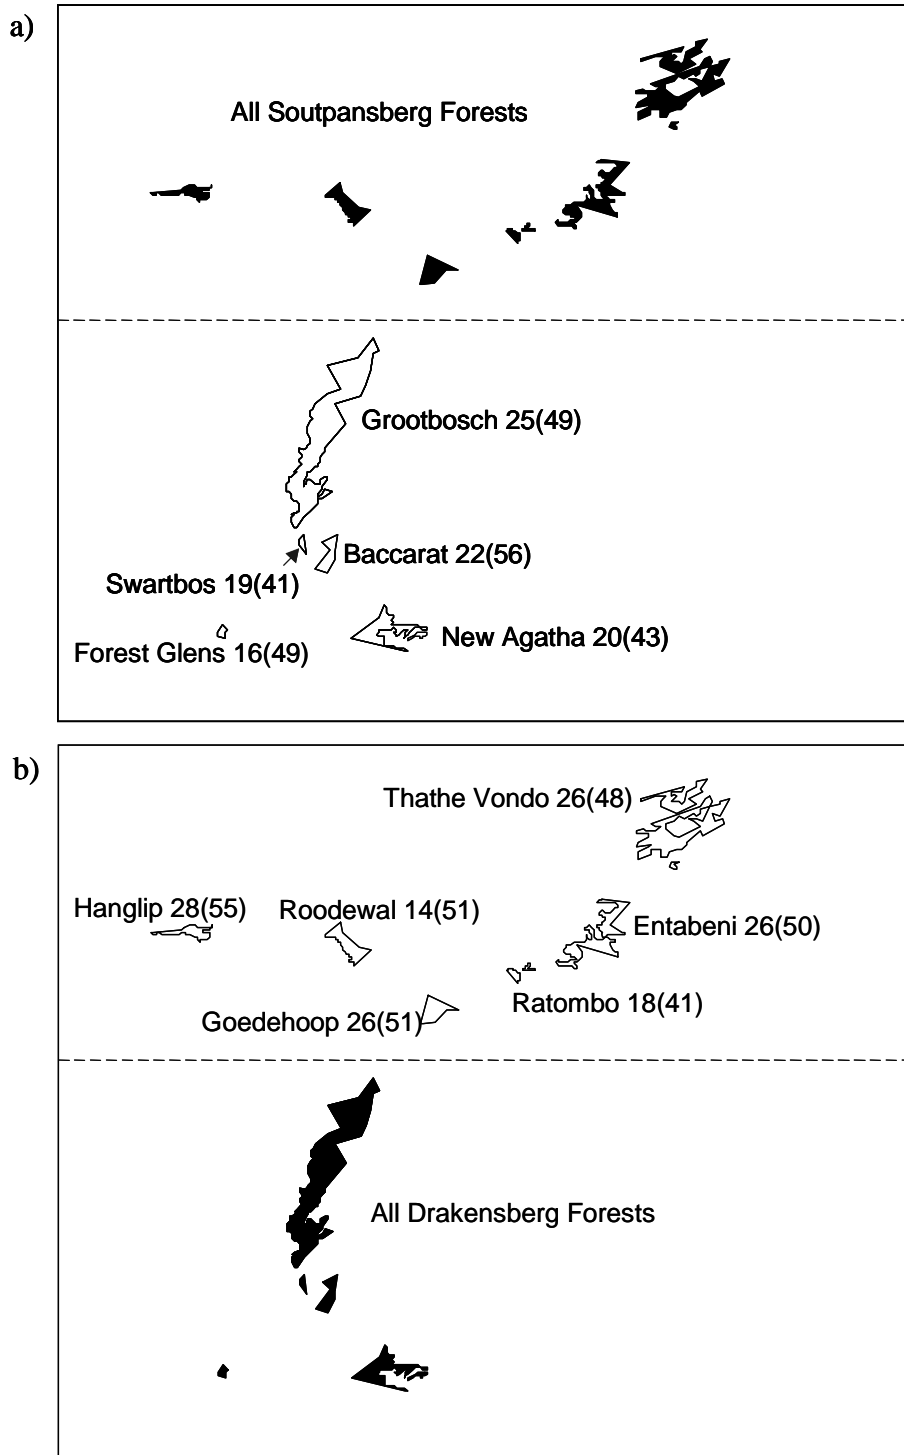 a)
All Soutpansberg Forests
Grootbosch 25(49)
Baccarat 22(56)
Swartbos 19(41)
New Agatha 20(43)
Forest Glens 16(49)
b)
Thathe Vondo 26(48)
Hanglip 28(55)
Roodewal 14(51)
Entabeni 26(50)
Ratombo 18(41)
Goedehoop 26(51)
All Drakensberg Forests